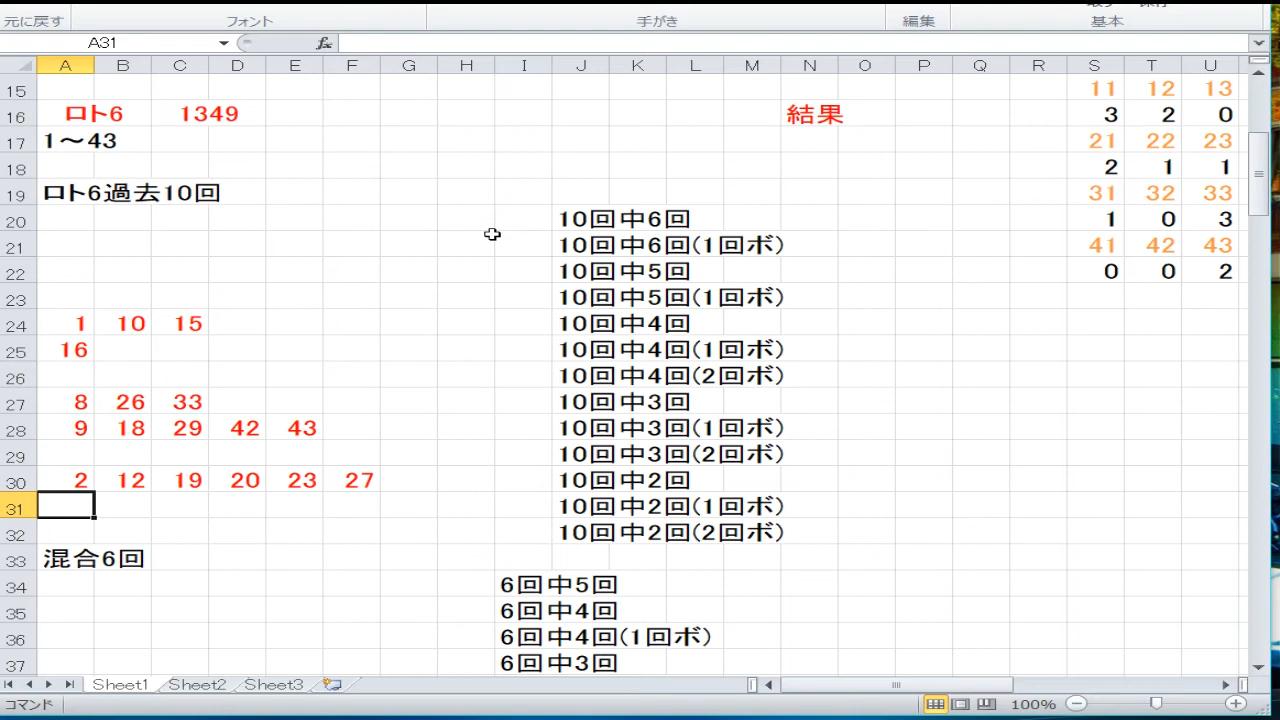 元に戻す フォント 手がき 編集 基本
A31 fx
A B C D E F G H I J K L M N O P Q R S T U
15 11 12 13
16 ロト6 1349 結果 3 2 0
17 1～43 21 22 23
18 2 1 1
19 ロト6過去10回 31 32 33
20 10回中6回 1 0 3
21 10回中6回(1回ボ) 41 42 43
22 10回中5回 0 0 2
23 10回中5回(1回ボ)
24 1 10 15 10回中4回
25 16 10回中4回(1回ボ)
26 10回中4回(2回ボ)
27 8 26 33 10回中3回
28 9 18 29 42 43 10回中3回(1回ボ)
29 10回中3回(2回ボ)
30 2 12 19 20 23 27 10回中2回
31 10回中2回(1回ボ)
32 10回中2回(2回ボ)
33 混合6回
34 6回中5回
35 6回中4回
36 6回中4回(1回ボ)
37 6回中3回
Sheet1 Sheet2 Sheet3
コマンド 100%